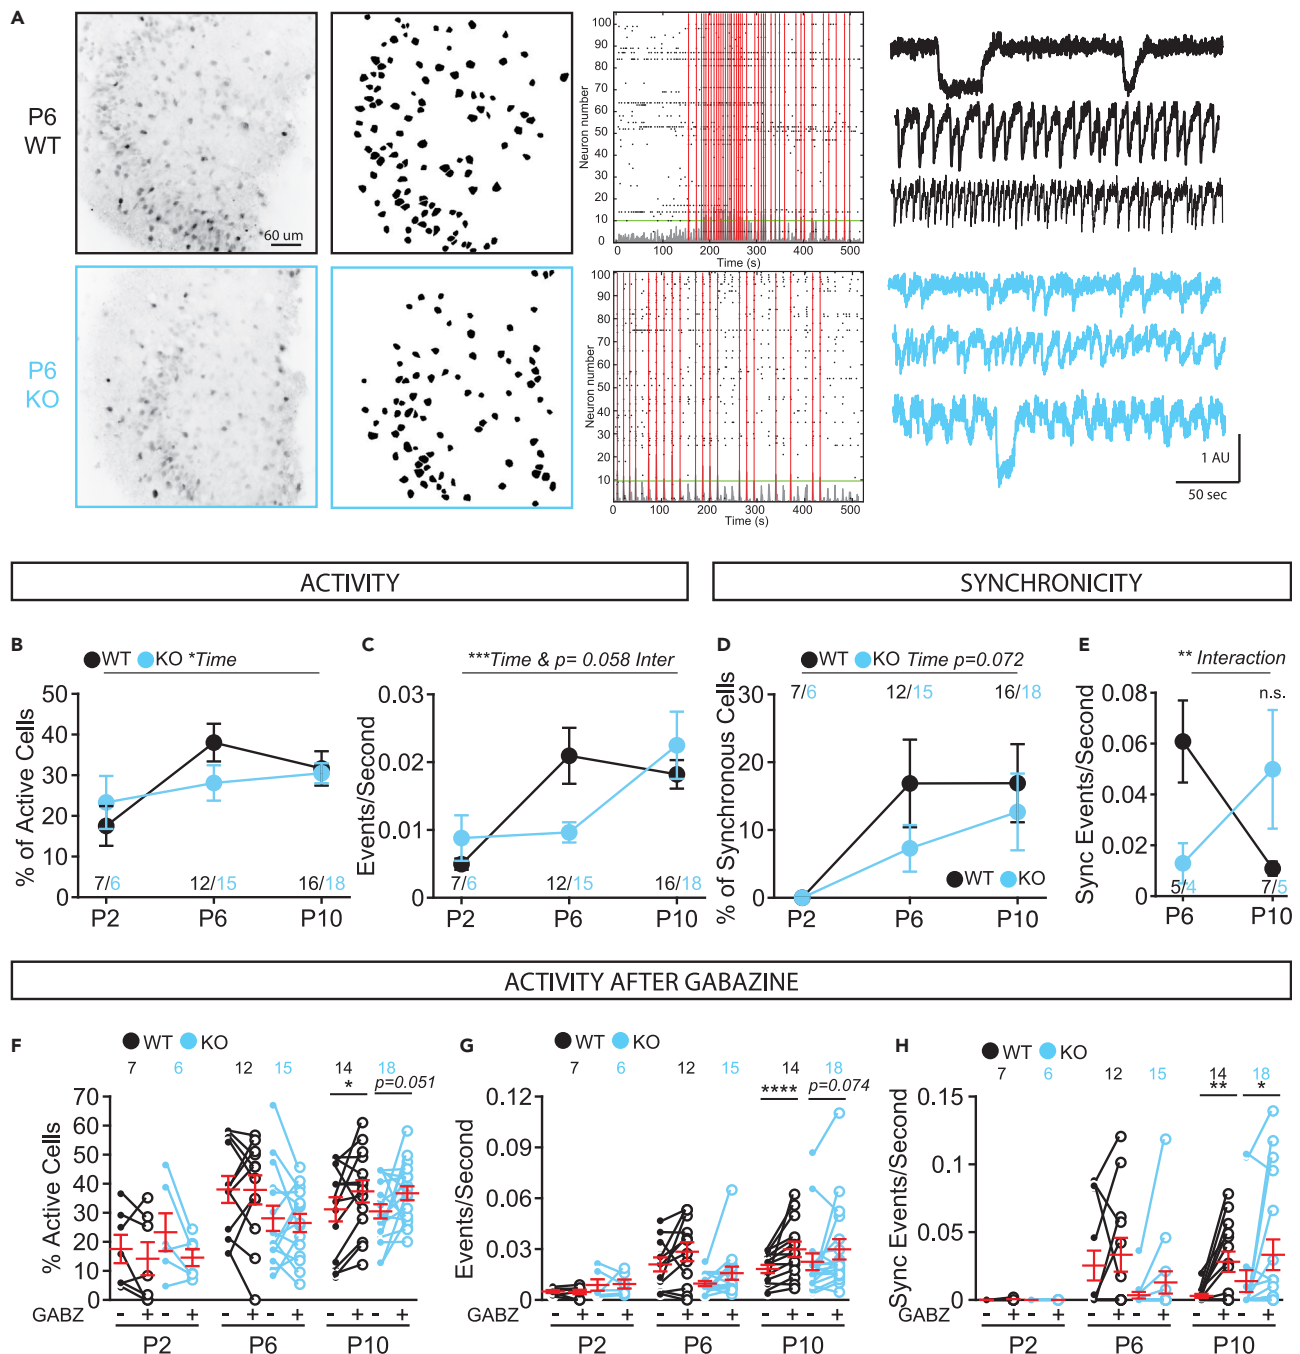 A
P6
WT
60 um
Neuron number
100
90
80
70
60
50
40
30
20
10
0
0 100 200 300 400 500
Time (s)
P6
KO
Neuron number
100
90
80
70
60
50
40
30
20
10
0 100 200 300 400 500
Time (s)
1 AU
50 sec
ACTIVITY
SYNCHRONICITY
B
WT KO *Time
% of Active Cells
50
40
30
20
10
0
7/6 12/15 16/18
P2 P6 P10
C
***Time & p= 0.058 Inter
Events/Second
0.03
0.02
0.01
0
7/6 12/15 16/18
P2 P6 P10
D
WT KO Time p=0.072
7/6 12/15 16/18
% of Synchronous Cells
30
20
10
0
WT KO
P2 P6 P10
E
** Interaction
n.s.
Sync Events/Second
0.08
0.06
0.04
0.02
0
5/4 7/5
P6 P10
ACTIVITY AFTER GABAZINE
F
WT KO
7 6 12 15 14 18
* p=0.051
% Active Cells
70
60
50
40
30
20
10
0
GABZ - + - + - + - + - + - +
P2 P6 P10
G
WT KO
7 6 12 15 14 18
**** p=0.074
Events/Second
0.12
0.09
0.06
0.03
0
GABZ - + - + - + - + - + - +
P2 P6 P10
H
WT KO
7 6 12 15 14 18
** *
Sync Events/Second
0.15
0.1
0.05
0
GABZ - + - + - + - + - + - +
P2 P6 P10